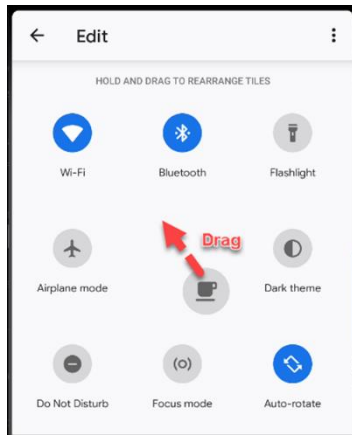 Edit
HOLD AND DRAG TO REARRANGE TILES
Wi-Fi
Bluetooth
Flashlight
Drag
Airplane mode
Dark theme
Do Not Disturb
Focus mode
Auto-rotate